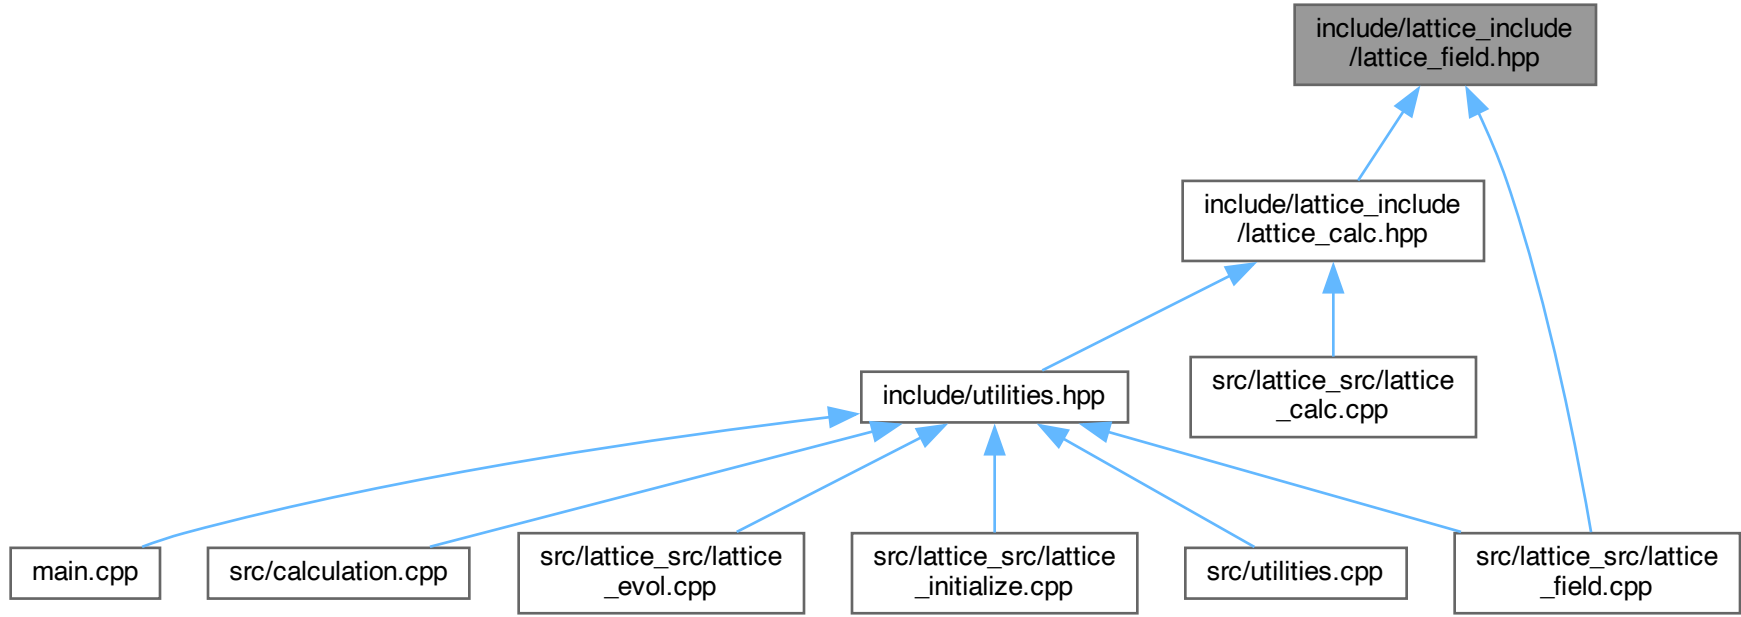 include/lattice_include
/lattice_field.hpp
include/lattice_include
/lattice_calc.hpp
include/utilities.hpp
src/lattice_src/lattice
_calc.cpp
main.cpp
src/calculation.cpp
src/lattice_src/lattice
_evol.cpp
src/lattice_src/lattice
_initialize.cpp
src/utilities.cpp
src/lattice_src/lattice
_field.cpp